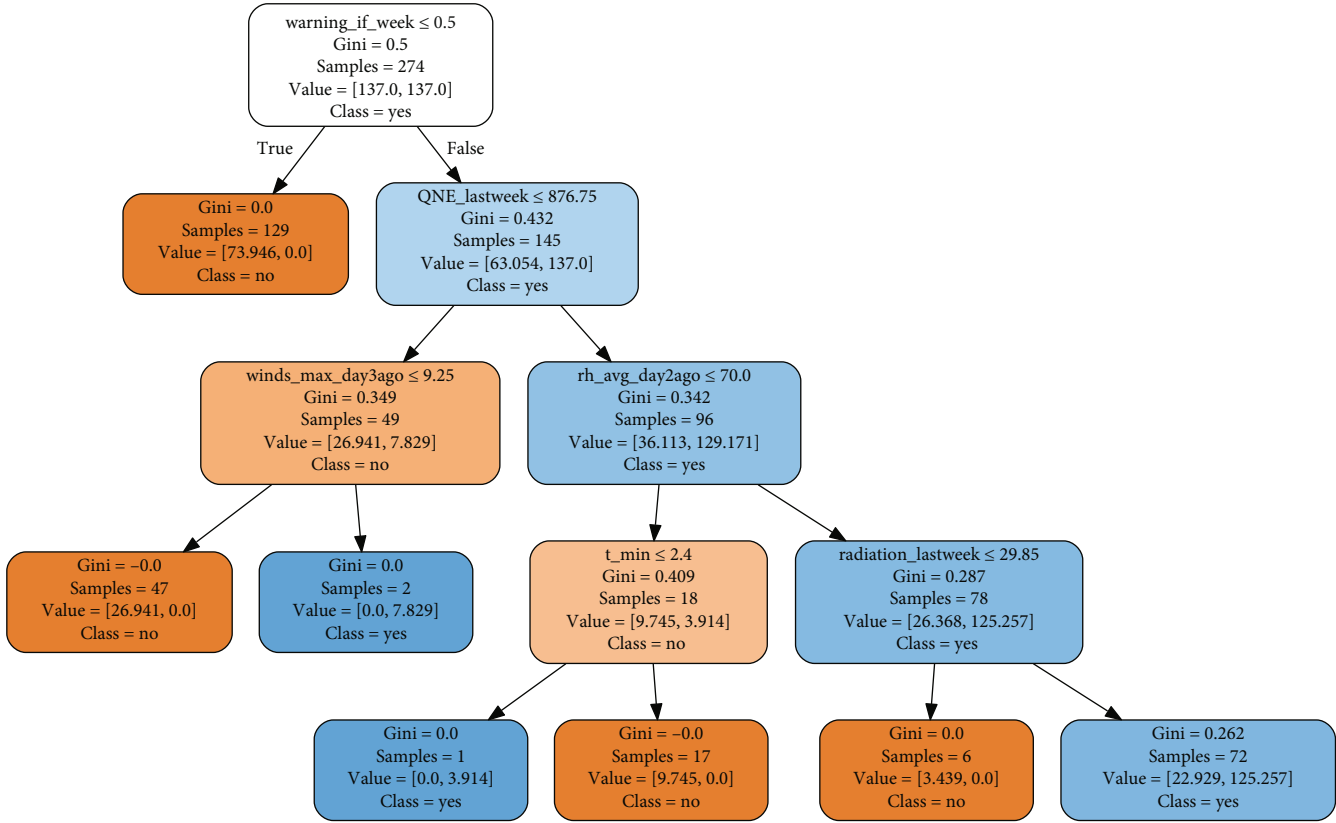 warning_if_week ≤ 0.5
Gini = 0.5
Samples = 274
Value = [137.0, 137.0]
Class = yes
True
False
Gini = 0.0
Samples = 129
Value = [73.946, 0.0]
Class = no
QNE_lastweek ≤ 876.75
Gini = 0.432
Samples = 145
Value = [63.054, 137.0]
Class = yes
winds_max_day3ago ≤ 9.25
Gini = 0.349
Samples = 49
Value = [26.941, 7.829]
Class = no
rh_avg_day2ago ≤ 70.0
Gini = 0.342
Samples = 96
Value = [36.113, 129.171]
Class = yes
Gini = –0.0
Samples = 47
Value = [26.941, 0.0]
Class = no
Gini = 0.0
Samples = 2
Value = [0.0, 7.829]
Class = yes
t_min ≤ 2.4
Gini = 0.409
Samples = 18
Value = [9.745, 3.914]
Class = no
radiation_lastweek ≤ 29.85
Gini = 0.287
Samples = 78
Value = [26.368, 125.257]
Class = yes
Gini = 0.0
Samples = 1
Value = [0.0, 3.914]
Class = yes
Gini = –0.0
Samples = 17
Value = [9.745, 0.0]
Class = no
Gini = 0.0
Samples = 6
Value = [3.439, 0.0]
Class = no
Gini = 0.262
Samples = 72
Value = [22.929, 125.257]
Class = yes